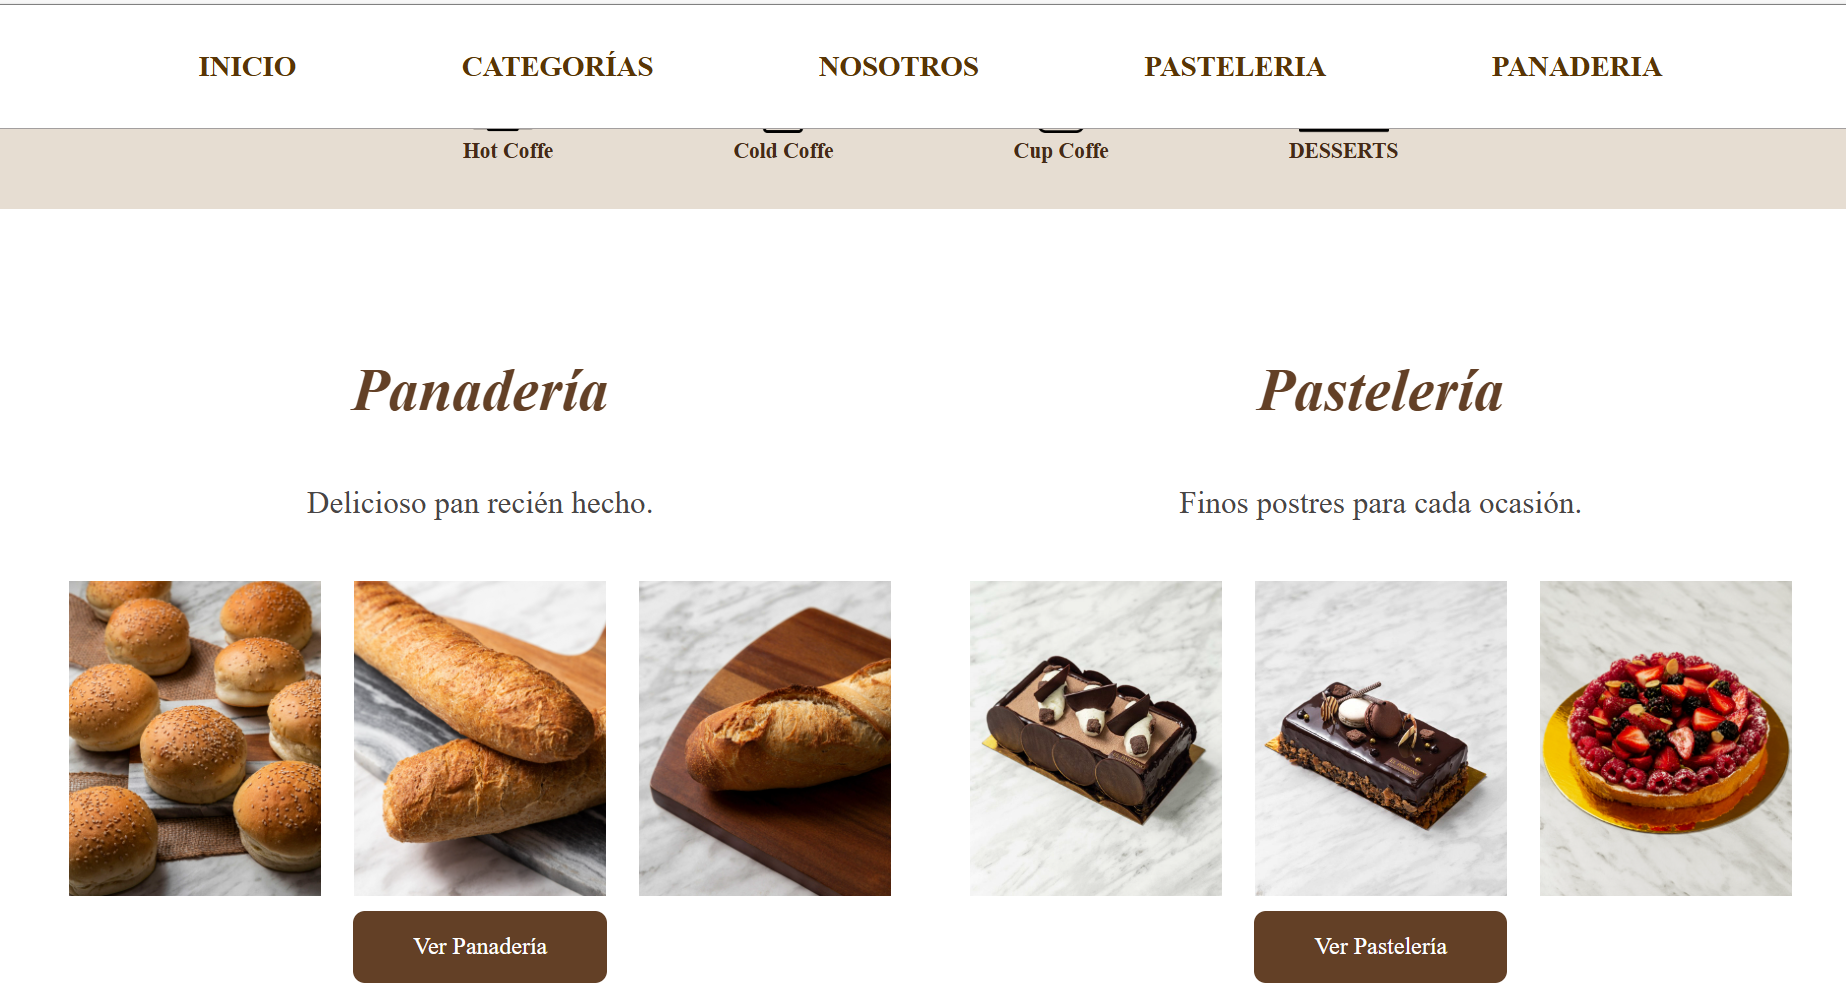 INICIO CATEGORÍAS NOSOTROS PASTELERIA PANADERIA
Hot Coffe Cold Coffe Cup Coffe DESSERTS
Panadería
Delicioso pan recién hecho.
Ver Panadería
Pastelería
Finos postres para cada ocasión.
Ver Pastelería